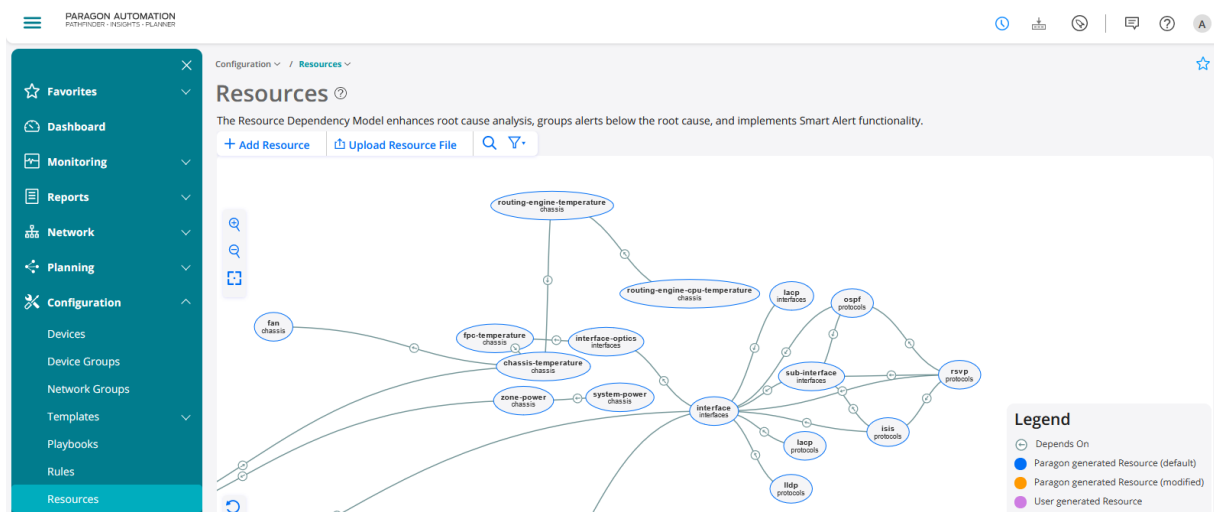 PARAGON AUTOMATION
PATHFINDER • INSIGHTS • PLANNER
A
Favorites
Dashboard
Monitoring
Reports
Network
Planning
Configuration
Devices
Device Groups
Network Groups
Templates
Playbooks
Rules
Resources
Configuration / Resources
Resources
The Resource Dependency Model enhances root cause analysis, groups alerts below the root cause, and implements Smart Alert functionality.
+ Add Resource Upload Resource File
routing-engine-temperature
chassis
routing-engine-cpu-temperature
chassis
lacp
interfaces
ospf
protocols
fan
chassis
fpc-temperature
chassis
interface-optics
interfaces
chassis-temperature
chassis
sub-interface
interfaces
rsvp
protocols
zone-power
chassis
system-power
chassis
interface
interfaces
isis
protocols
lacp
protocols
lldp
protocols
Legend
Depends On
Paragon generated Resource (default)
Paragon generated Resource (modified)
User generated Resource